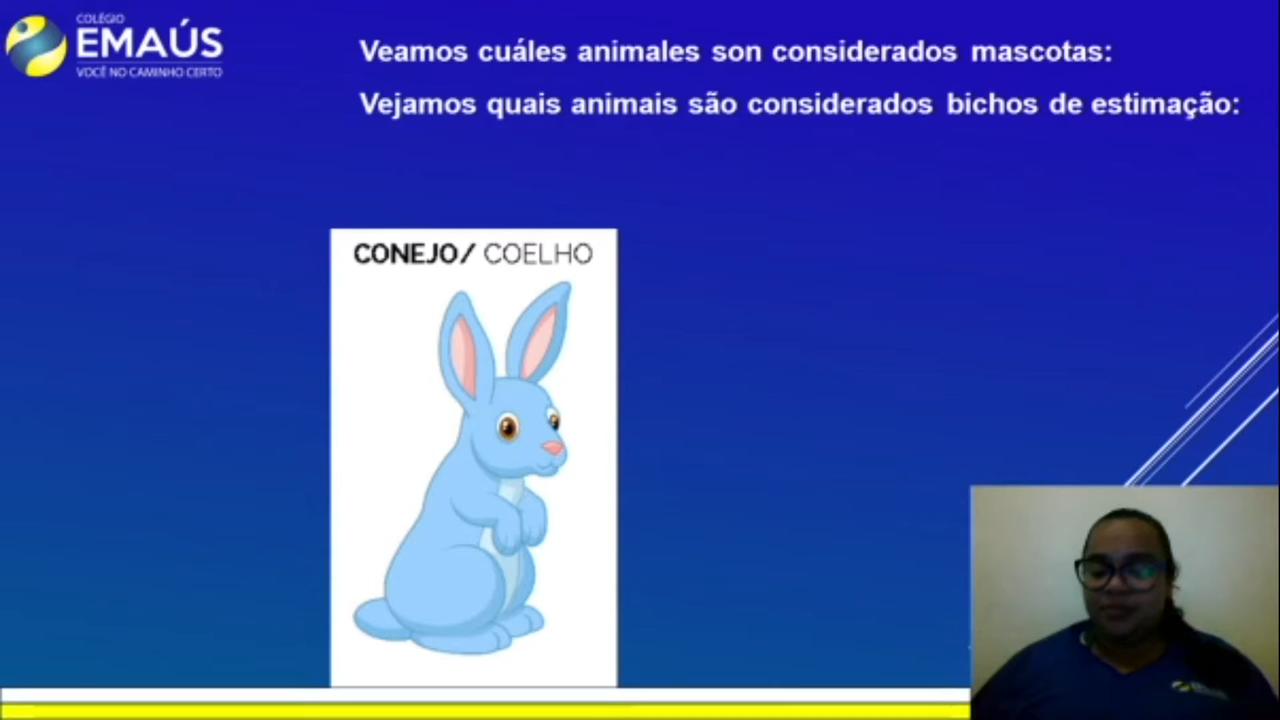 COLÉGIO
EMAÚS
VOCÊ NO CAMINHO CERTO
Veamos cuáles animales son considerados mascotas:
Vejamos quais animais são considerados bichos de estimação:
CONEJO/ COELHO